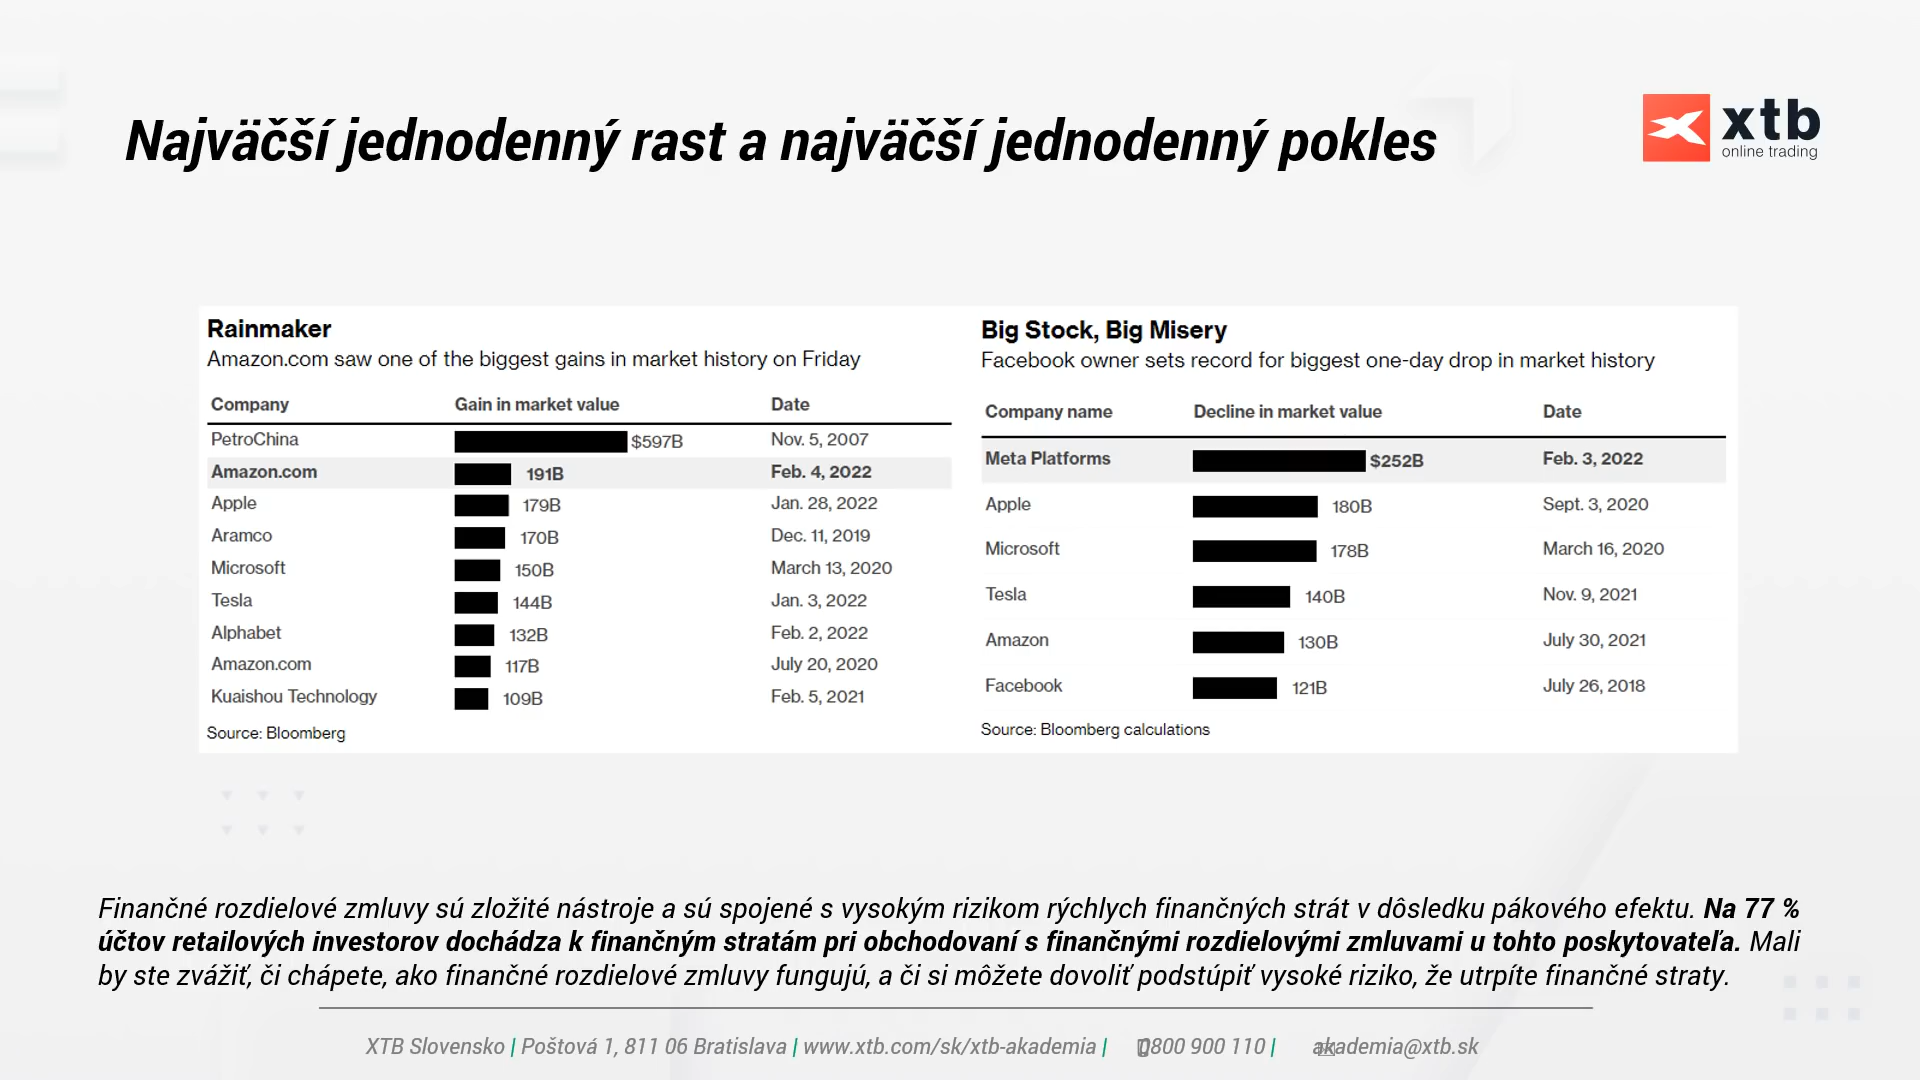 Najväčší jednodenný rast a najväčší jednodenný pokles
xtb
online trading
Rainmaker
Amazon.com saw one of the biggest gains in market history on Friday
Company Gain in market value Date
PetroChina $597B Nov. 5, 2007
Amazon.com 191B Feb. 4, 2022
Apple 179B Jan. 28, 2022
Aramco 170B Dec. 11, 2019
Microsoft 150B March 13, 2020
Tesla 144B Jan. 3, 2022
Alphabet 132B Feb. 2, 2022
Amazon.com 117B July 20, 2020
Kuaishou Technology 109B Feb. 5, 2021
Source: Bloomberg
Big Stock, Big Misery
Facebook owner sets record for biggest one-day drop in market history
Company name Decline in market value Date
Meta Platforms $252B Feb. 3, 2022
Apple 180B Sept. 3, 2020
Microsoft 178B March 16, 2020
Tesla 140B Nov. 9, 2021
Amazon 130B July 30, 2021
Facebook 121B July 26, 2018
Source: Bloomberg calculations
Finančné rozdielové zmluvy sú zložité nástroje a sú spojené s vysokým rizikom rýchlych finančných strát v dôsledku pákového efektu. Na 77 %
účtov retailových investorov dochádza k finančným stratám pri obchodovaní s finančnými rozdielovými zmluvami u tohto poskytovateľa. Mali
by ste zvážiť, či chápete, ako finančné rozdielové zmluvy fungujú, a či si môžete dovoliť podstúpiť vysoké riziko, že utrpíte finančné straty.
XTB Slovensko | Poštová 1, 811 06 Bratislava | www.xtb.com/sk/xtb-akademia | 0800 900 110 | akademia@xtb.sk